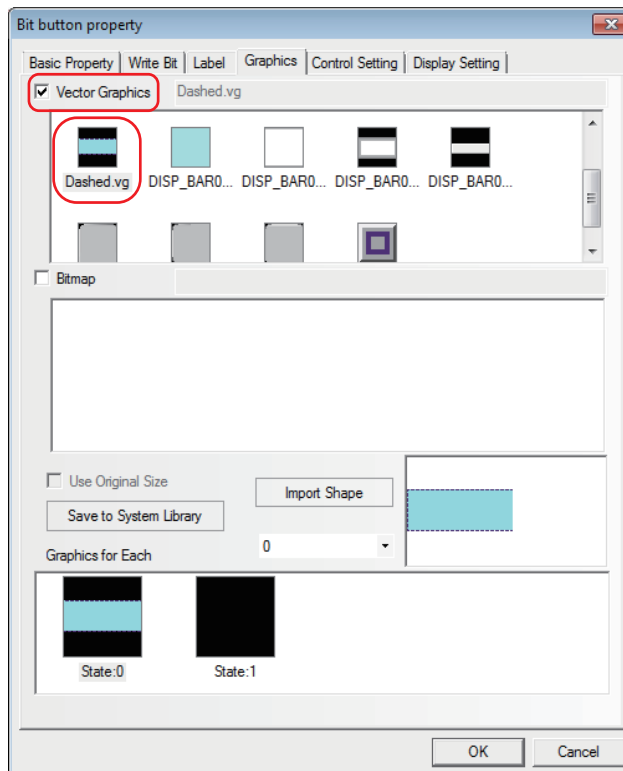 Bit button property
Basic Property Write Bit Label Graphics Control Setting Display Setting
Vector Graphics Dashed.vg
Dashed.vg DISP_BAR0... DISP_BAR0... DISP_BAR0... DISP_BAR0...
Bitmap
Use Original Size
Import Shape
Save to System Library
0
Graphics for Each
State:0 State:1
OK Cancel